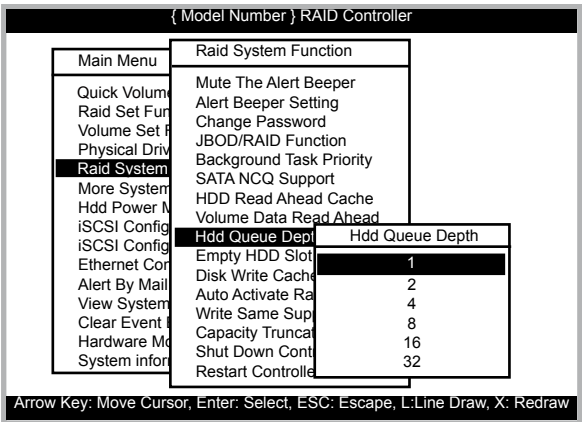 { Model Number } RAID Controller
Main Menu
Quick Volum
Raid Set Fun
Volume Set F
Physical Driv
Raid System
More System
Hdd Power M
iSCSI Config
iSCSI Config
Ethernet Con
Alert By Mail
View System
Clear Event B
Hardware Mo
System infor
Raid System Function
Mute The Alert Beeper
Alert Beeper Setting
Change Password
JBOD/RAID Function
Background Task Priority
SATA NCQ Support
HDD Read Ahead Cache
Volume Data Read Ahead
Hdd Queue Dept
Empty HDD Slot
Disk Write Cache
Auto Activate Ra
Write Same Supp
Capacity Truncat
Shut Down Cont
Restart Controlle
Hdd Queue Depth
1
2
4
8
16
32
Arrow Key: Move Cursor, Enter: Select, ESC: Escape, L:Line Draw, X: Redraw